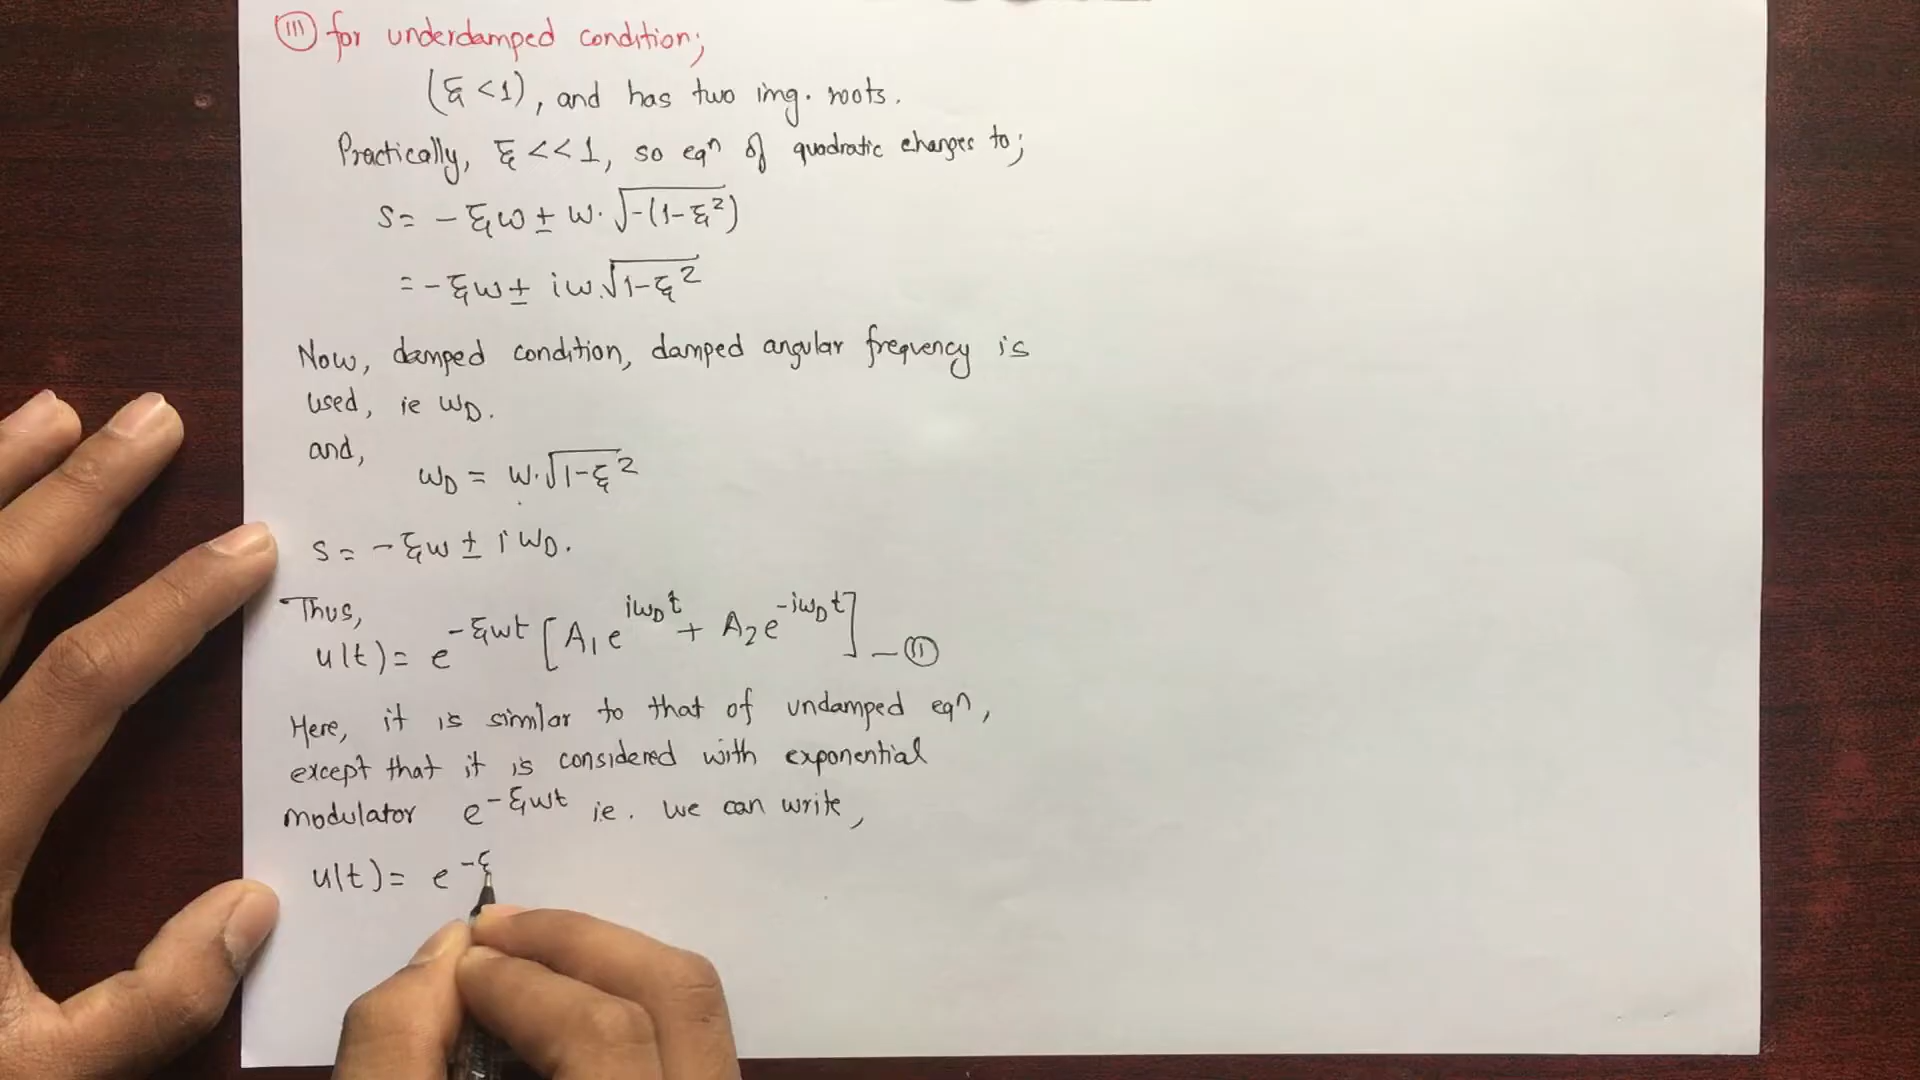 (III) for underdamped condition;
(ξ <1), and has two img. roots.
Practically, ξ <<1, so eqn of quadratic changes to;
s= -ξω ± ω.√-(1-ξ²)
= -ξω ± iω.√1-ξ²
Now, damped condition, damped angular frequency is
used, ie ωD.
and,
ωD = ω.√1-ξ²
s= -ξω ± iωD.
Thus,
u(t)= e^-ξωt [A₁e^iωDt + A₂e^-iωDt] — (II)
Here, it is similar to that of undamped eqn,
except that it is considered with exponential
modulator e^-ξωt ie. we can write,
u(t)= e^-ξ